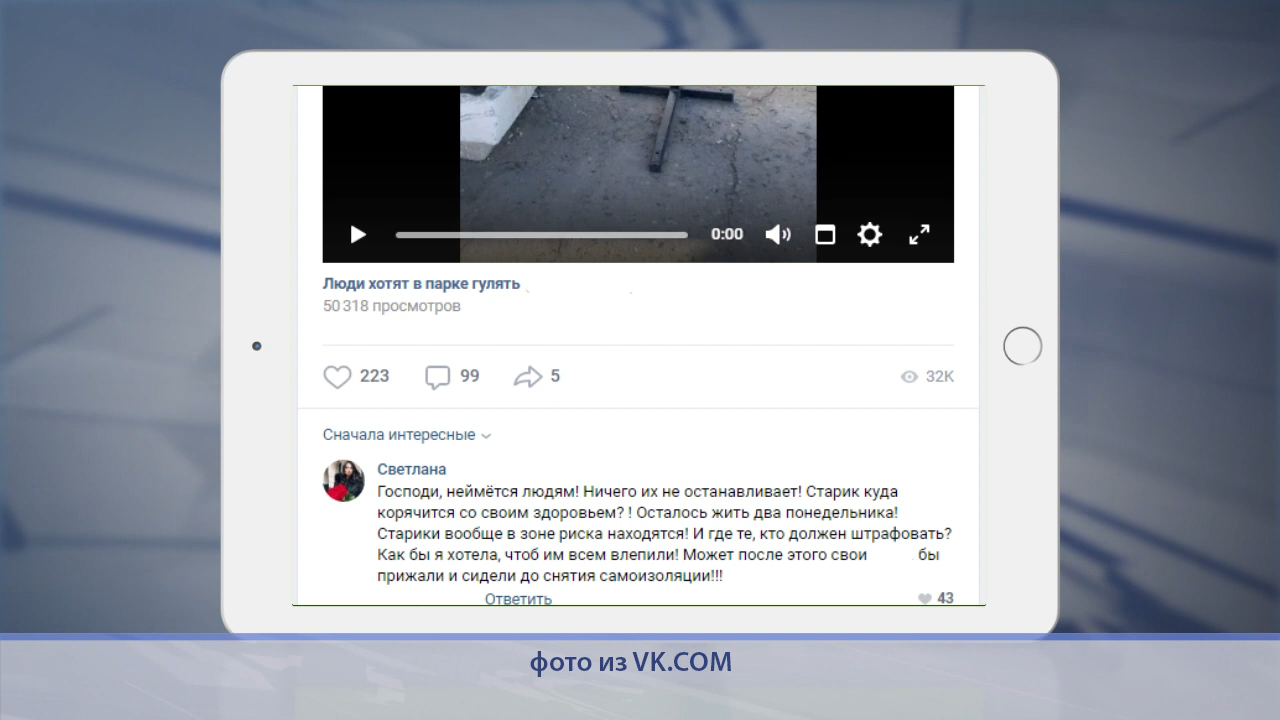 0:00
Люди хотят в парке гулять
50 318 просмотров
223 99 5 32K
Сначала интересные
Светлана
Господи, неймётся людям! Ничего их не останавливает! Старик куда
корячится со своим здоровьем? ! Осталось жить два понедельника!
Старики вообще в зоне риска находятся! И где те, кто должен штрафовать?
Как бы я хотела, чтоб им всем влепили! Может после этого свои бы
прижали и сидели до снятия самоизоляции!!!
Ответить 43
фото из VK.COM